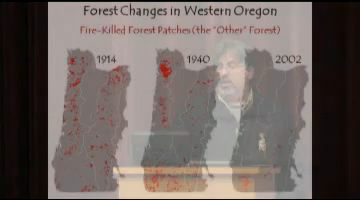 Forest Changes in Western Oregon
Fire-Killed Forest Patches (the "Other" Forest)
1914 1940 2002